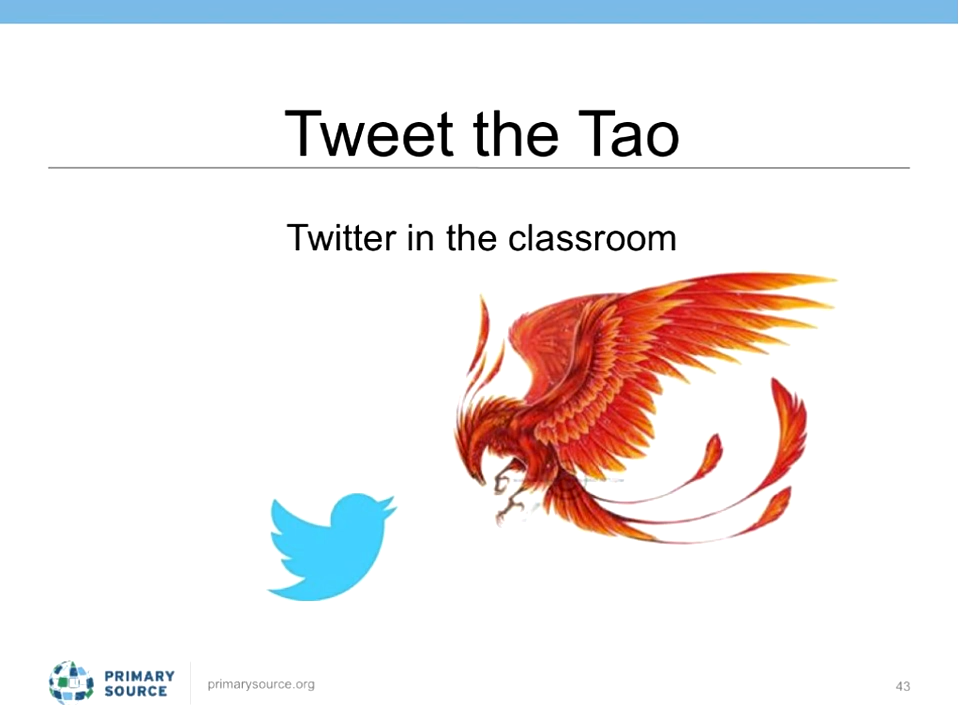 Tweet the Tao
Twitter in the classroom
PRIMARY
SOURCE
primarysource.org
43